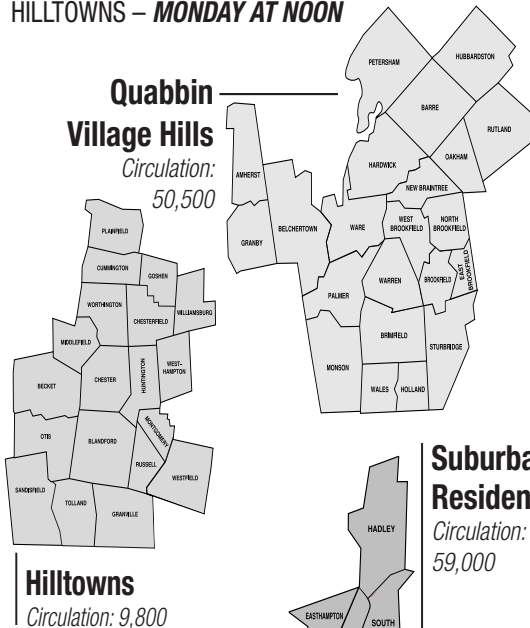 HILLTOWNS – MONDAY AT NOON
Quabbin
Village Hills
Circulation:
50,500
PETERSHAM
HUBBARDSTON
BARRE
RUTLAND
HARDWICK
OAKHAM
NEW BRAINTREE
AMHERST
BELCHERTOWN
GRANBY
WARE
WEST
BROOKFIELD
NORTH
BROOKFIELD
PALMER
WARREN
BROOKFIELD
EAST
BROOKFIELD
BRIMFIELD
STURBRIDGE
MONSON
WALES
HOLLAND
PLAINFIELD
CUMMINGTON
GOSHEN
WORTHINGTON
CHESTERFIELD
WILLIAMSBURG
MIDDLEFIELD
BECKET
CHESTER
HUNTINGTON
WEST-
HAMPTON
OTIS
BLANDFORD
MONTGOMERY
RUSSELL
WESTFIELD
SANDISFIELD
TOLLAND
GRANVILLE
Hilltowns
Circulation: 9,800
Suburba
Residen
Circulation:
59,000
HADLEY
EASTHAMPTON
SOUTH